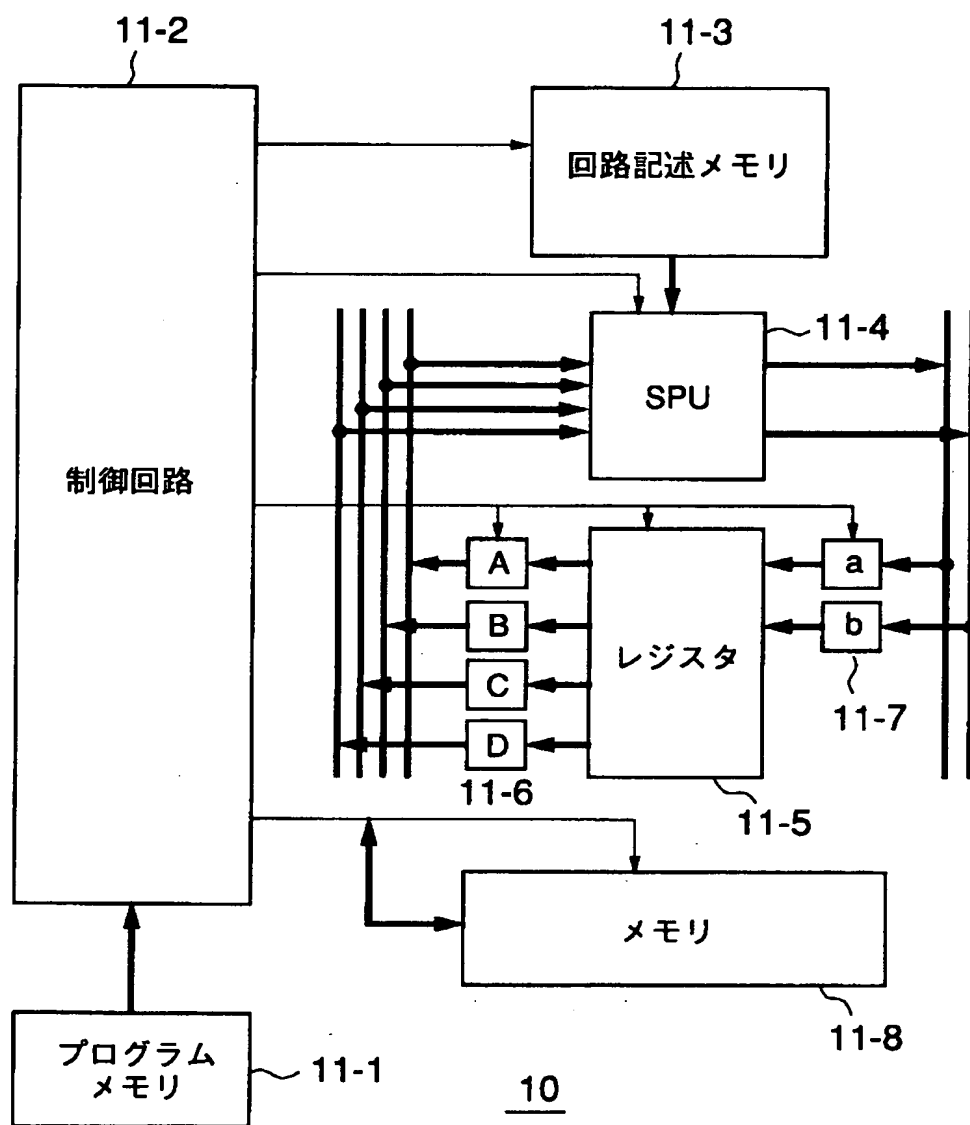 11-2
11-3
回路記述メモリ
11-4
SPU
制御回路
A
a
B
b
レジスタ
C
11-7
D
11-6
11-5
メモリ
11-8
プログラム
メモリ
11-1
10